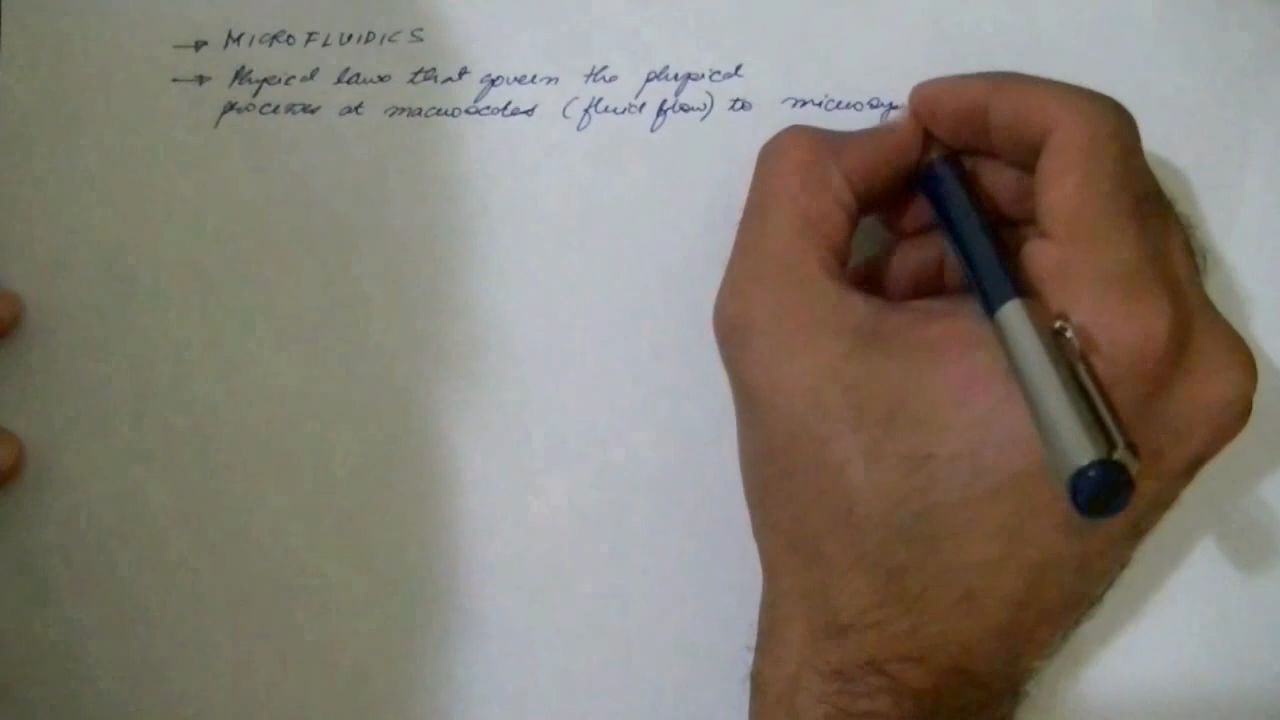 → MICROFLUIDICS
→ Physical laws that govern the physical
processes at macroscales (fluid flow) to